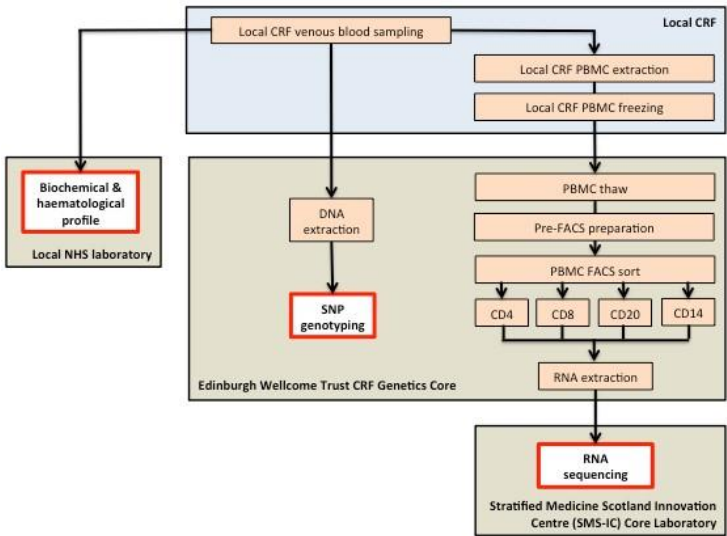 Local CRF
Local CRF venous blood sampling
Local CRF PBMC extraction
Local CRF PBMC freezing
Biochemical &
haematological
profile
Local NHS laboratory
DNA
extraction
SNP
genotyping
PBMC thaw
Pre-FACS preparation
PBMC FACS sort
CD4
CD8
CD20
CD14
RNA extraction
Edinburgh Wellcome Trust CRF Genetics Core
RNA
sequencing
Stratified Medicine Scotland Innovation
Centre (SMS-IC) Core Laboratory